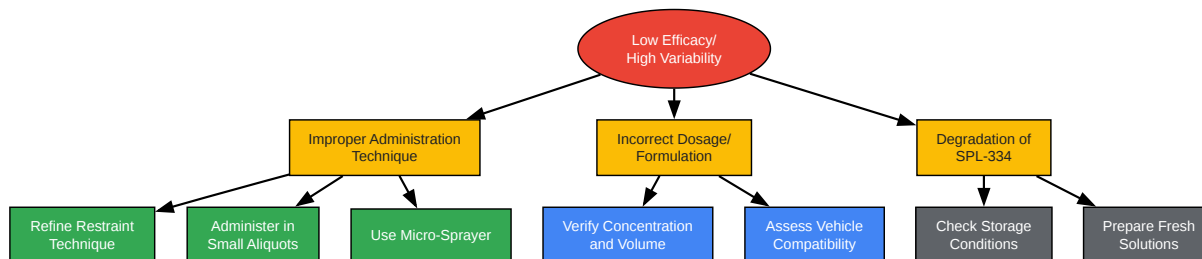 Low Efficacy/
High Variability
Improper Administration
Technique
Incorrect Dosage/
Formulation
Degradation of
SPL-334
Refine Restraint
Technique
Administer in
Small Aliquots
Use Micro-Sprayer
Verify Concentration
and Volume
Assess Vehicle
Compatibility
Check Storage
Conditions
Prepare Fresh
Solutions